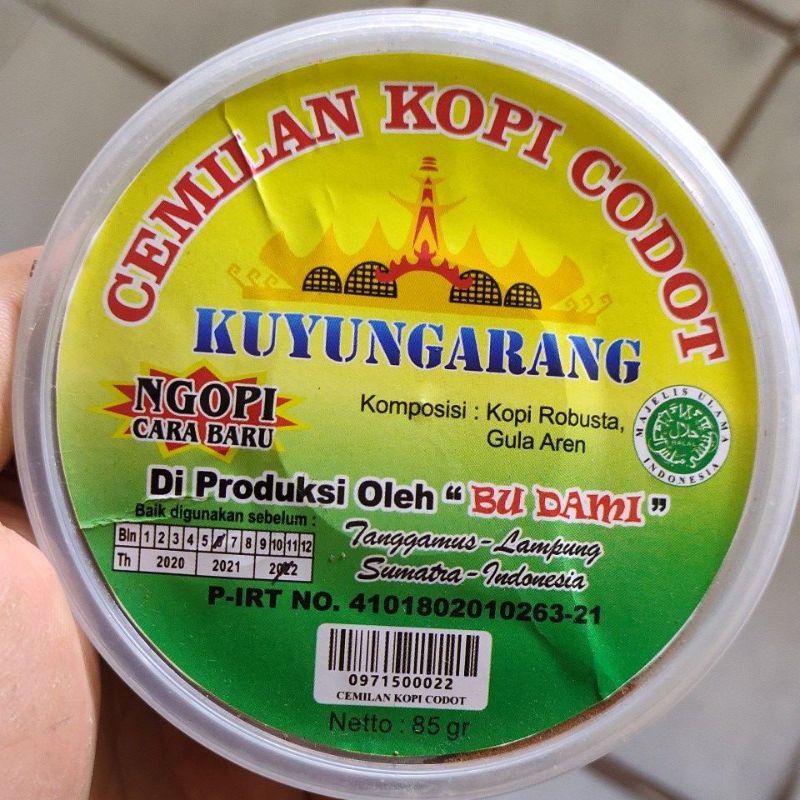 CEMILAN KOPI CODOT
KUYUNGARANG
NGOPI
CARA BARU
Komposisi : Kopi Robusta,
Gula Aren
MAJELIS ULAMA
HALAL
INDONESIA
Di Produksi Oleh “ BU DAMI ”
Baik digunakan sebelum :
Bln 1 2 3 4 5 6 7 8 9 10 11 12
Th 2020 2021 2022
Tanggamus - Lampung
Sumatra - Indonesia
P-IRT NO. 4101802010263-21
0971500022
CEMILAN KOPI CODOT
Netto : 85 gr